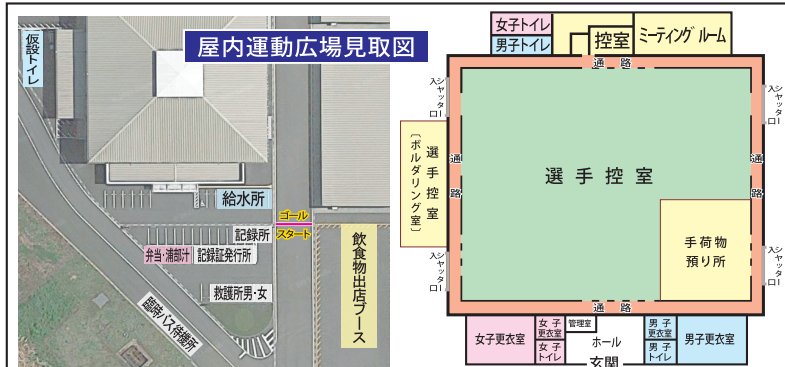 屋内運動広場見取図
仮設トイレ
給水所
ゴール
スタート
記録所
弁当・浦部汁
記録証発行所
救護所男・女
臨時バス待機所
飲食物出店ブース
女子トイレ
男子トイレ
控室
ミーティングルーム
通路
シャッター
入口
シャッター
入口
選手控室
〔ボルダリング室〕
通路
選手控室
通路
手荷物
預り所
シャッター
入口
シャッター
入口
通路
女子更衣室
女子
更衣室
女子
トイレ
管理室
ホール
玄関
男子
更衣室
男子
トイレ
男子更衣室